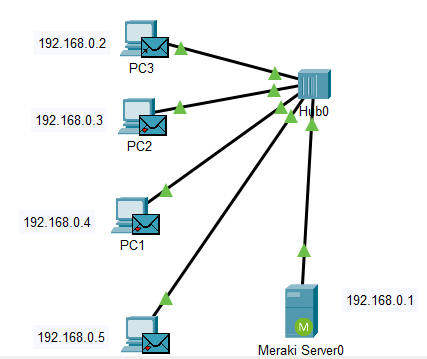 192.168.0.2
PC3
Hub0
192.168.0.3
PC2
192.168.0.4
PC1
192.168.0.1
192.168.0.5
M
Meraki Server0